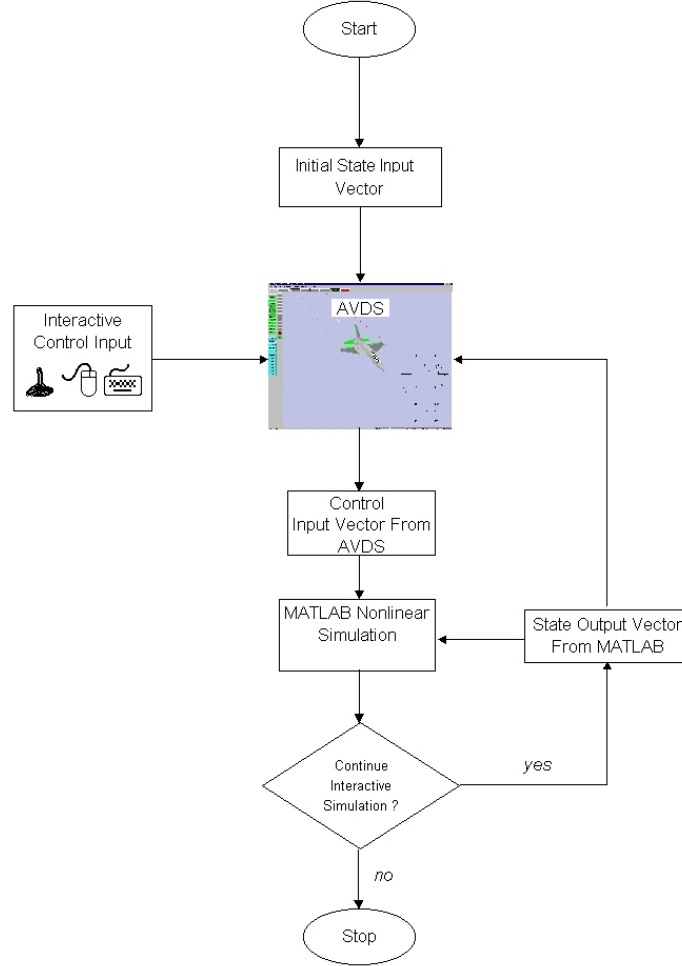 Start
Initial State Input
Vector
AVDS
Interactive
Control Input
Control
Input Vector From
AVDS
MATLAB Nonlinear
Simulation
State Output Vector
From MATLAB
Continue
Interactive
Simulation ?
yes
no
Stop